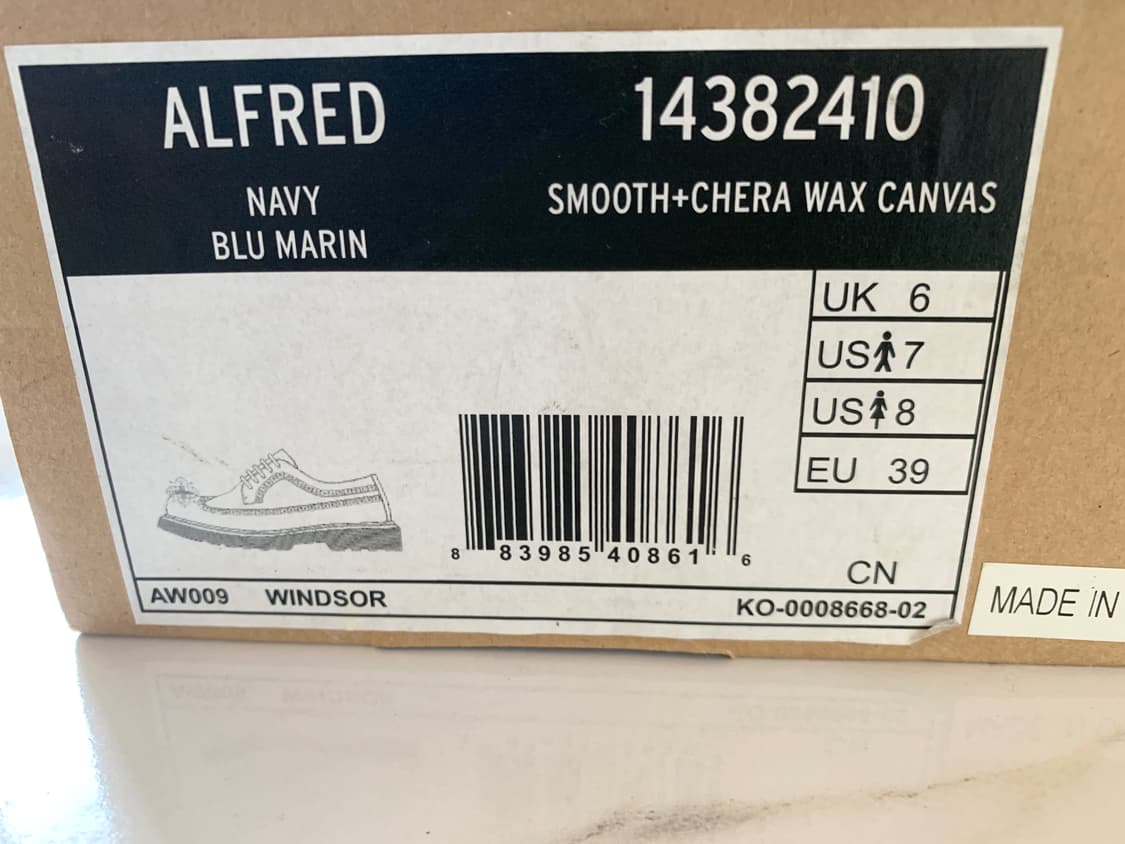 ALFRED
14382410
NAVY
BLU MARIN
SMOOTH+CHERA WAX CANVAS
UK 6
US 7
US 8
EU 39
8 83985 40861 6
CN
AW009 WINDSOR
KO-0008668-02
MADE IN